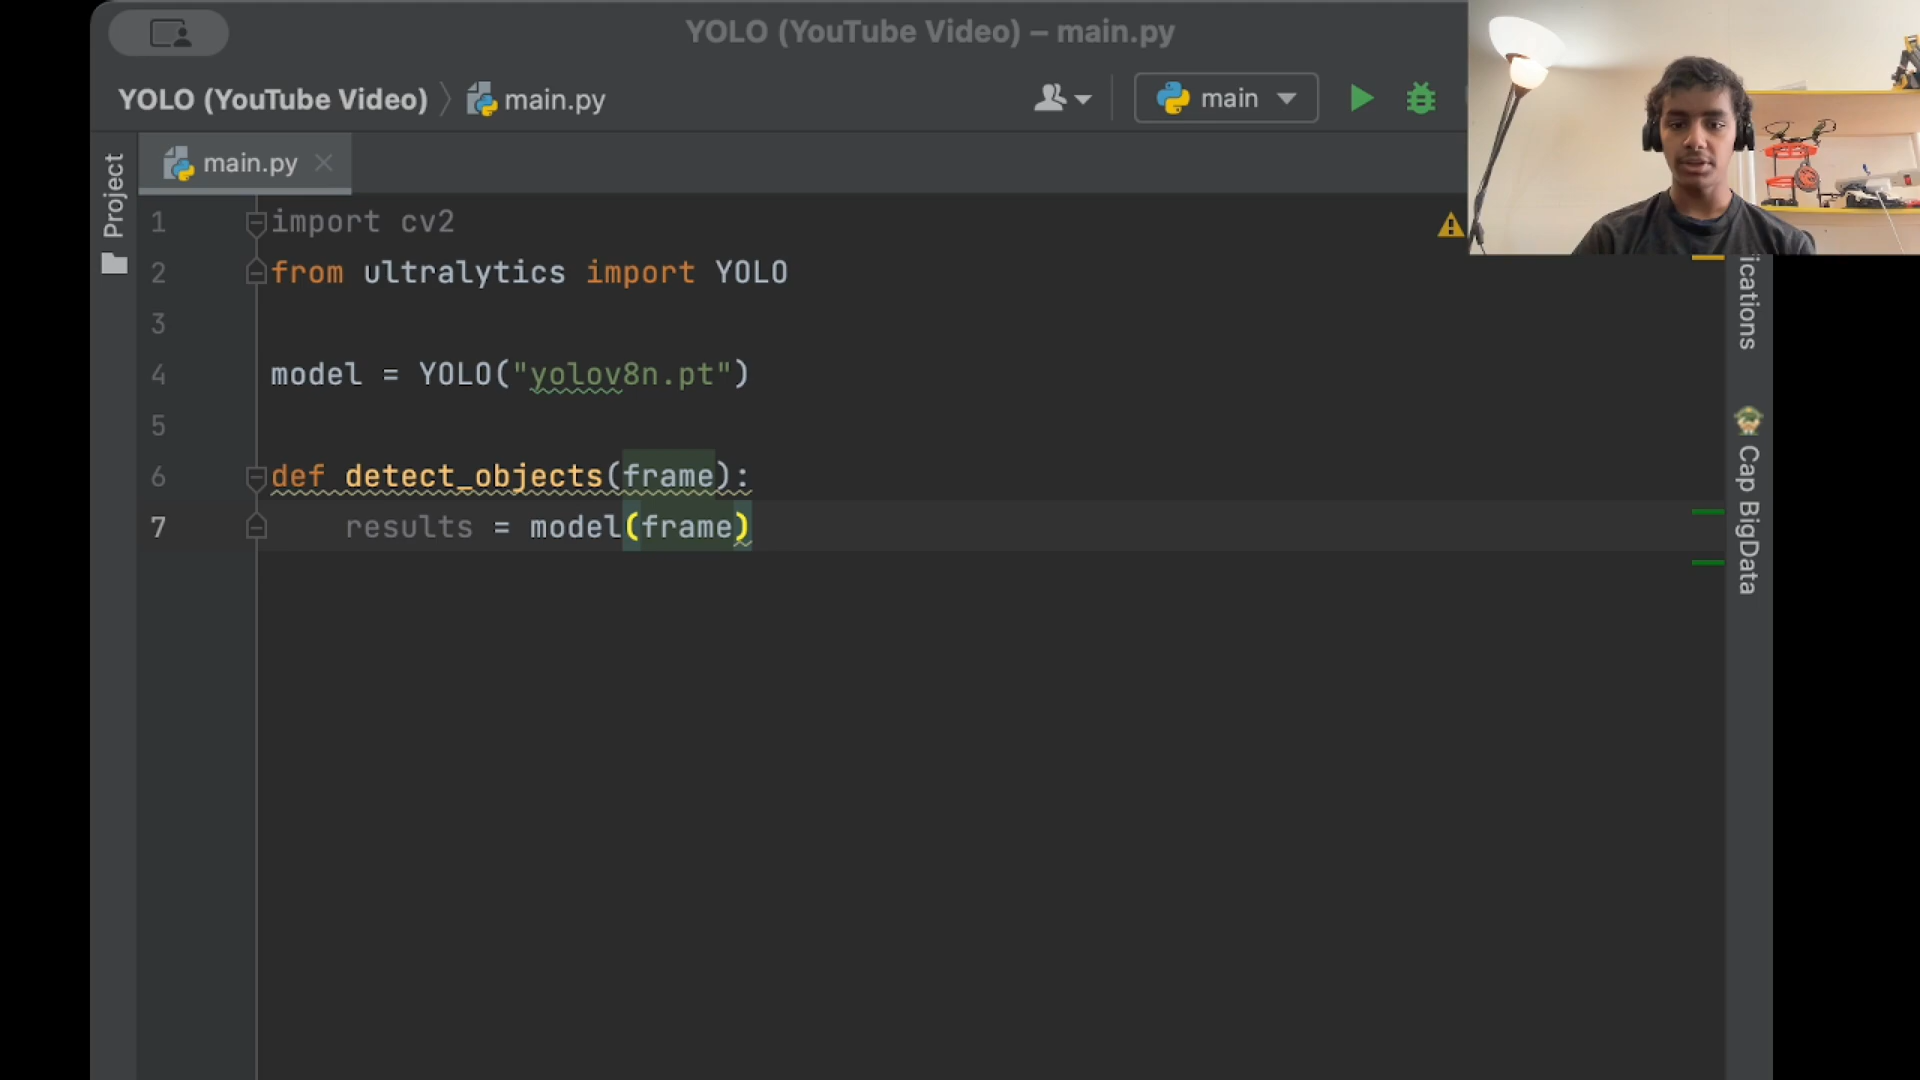 YOLO (YouTube Video) – main.py
YOLO (YouTube Video) main.py
main
main.py
Project
1 import cv2
2 from ultralytics import YOLO
3
4 model = YOLO("yolov8n.pt")
5
6 def detect_objects(frame):
7 results = model(frame)
ications
Cap BigData